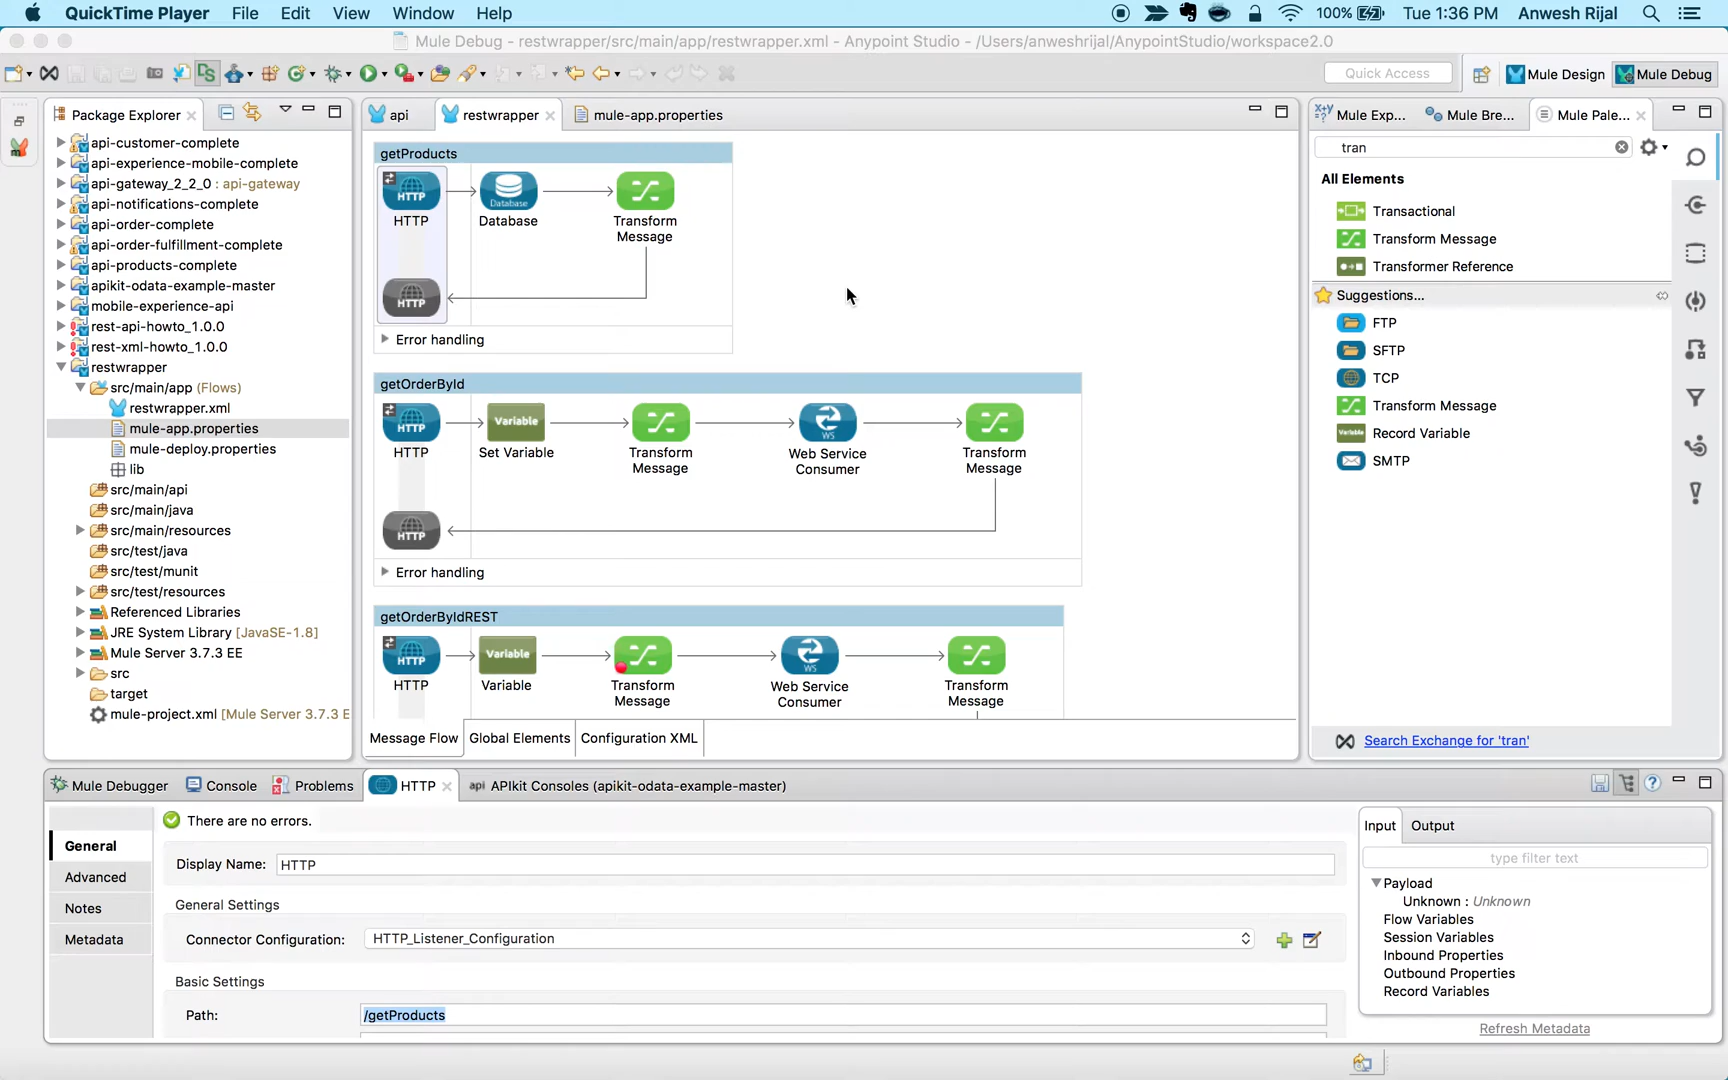 QuickTime Player File Edit View Window Help 100% Tue 1:36 PM Anwesh Rijal
Mule Debug - restwrapper/src/main/app/restwrapper.xml - Anypoint Studio - /Users/anweshrijal/AnypointStudio/workspace2.0
Quick Access Mule Design Mule Debug
Package Explorer
api-customer-complete
api-experience-mobile-complete
api-gateway_2_2_0 : api-gateway
api-notifications-complete
api-order-complete
api-order-fulfillment-complete
api-products-complete
apikit-odata-example-master
mobile-experience-api
rest-api-howto_1.0.0
rest-xml-howto_1.0.0
restwrapper
src/main/app (Flows)
restwrapper.xml
mule-app.properties
mule-deploy.properties
lib
src/main/api
src/main/java
src/main/resources
src/test/java
src/test/munit
src/test/resources
Referenced Libraries
JRE System Library [JavaSE-1.8]
Mule Server 3.7.3 EE
src
target
mule-project.xml [Mule Server 3.7.3 E
api restwrapper mule-app.properties
getProducts
HTTP Database
HTTP Database Transform Message
HTTP
Error handling
getOrderById
HTTP Variable WS
HTTP Set Variable Transform Message Web Service Consumer Transform Message
HTTP
Error handling
getOrderByIdREST
HTTP Variable WS
HTTP Variable Transform Message Web Service Consumer Transform Message
Message Flow Global Elements Configuration XML
Mule Exp... Mule Bre... Mule Pale...
tran
All Elements
Transactional
Transform Message
Transformer Reference
Suggestions...
FTP
SFTP
TCP
Transform Message
Variable Record Variable
SMTP
Search Exchange for 'tran'
Mule Debugger Console Problems HTTP api APIkit Consoles (apikit-odata-example-master)
There are no errors.
General
Advanced
Notes
Metadata
Display Name: HTTP
General Settings
Connector Configuration: HTTP_Listener_Configuration
Basic Settings
Path: /getProducts
Input Output
type filter text
Payload
Unknown : Unknown
Flow Variables
Session Variables
Inbound Properties
Outbound Properties
Record Variables
Refresh Metadata